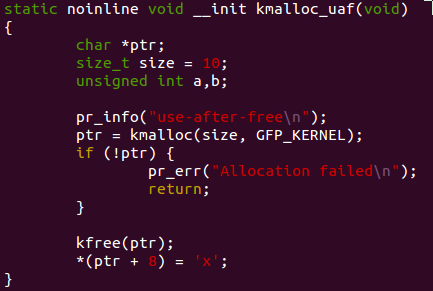 static noinline void __init kmalloc_uaf(void)
{
        char *ptr;
        size_t size = 10;
        unsigned int a,b;

        pr_info("use-after-free\n");
        ptr = kmalloc(size, GFP_KERNEL);
        if (!ptr) {
                pr_err("Allocation failed\n");
                return;
        }

        kfree(ptr);
        *(ptr + 8) = 'x';
}